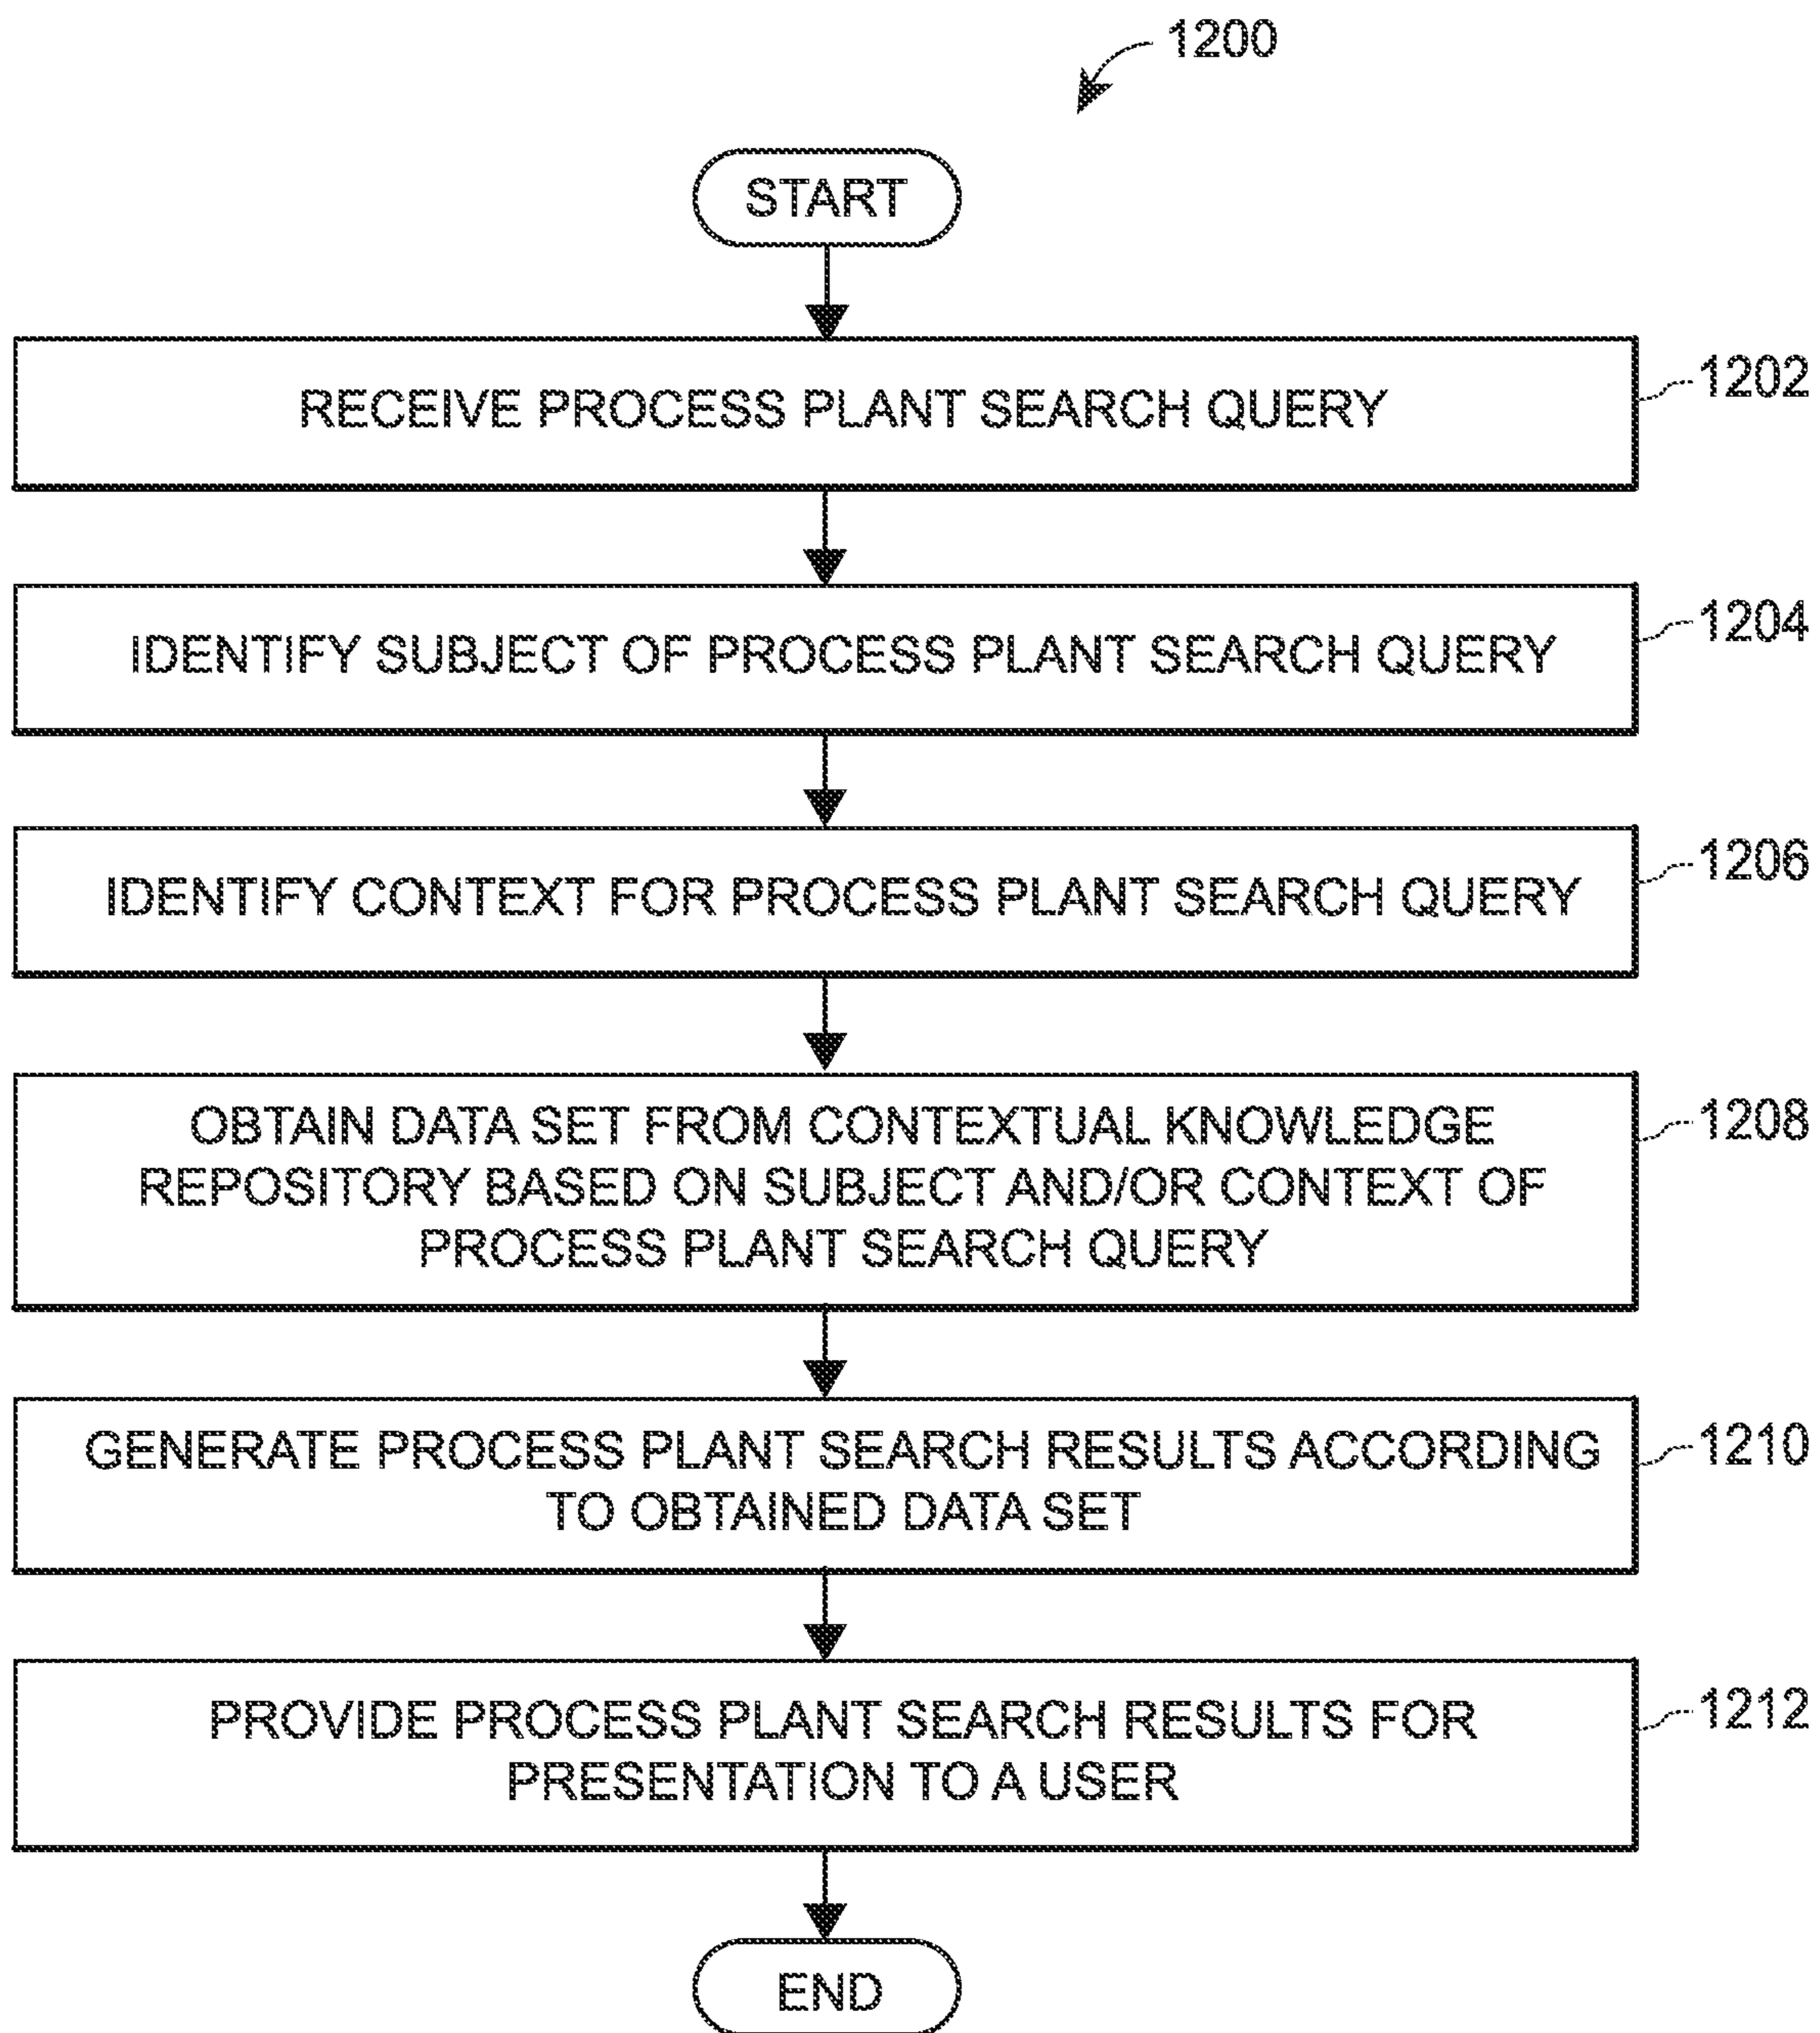 1200
START
RECEIVE PROCESS PLANT SEARCH QUERY
1202
IDENTIFY SUBJECT OF PROCESS PLANT SEARCH QUERY
1204
IDENTIFY CONTEXT FOR PROCESS PLANT SEARCH QUERY
1206
OBTAIN DATA SET FROM CONTEXTUAL KNOWLEDGE
REPOSITORY BASED ON SUBJECT AND/OR CONTEXT OF
PROCESS PLANT SEARCH QUERY
1208
GENERATE PROCESS PLANT SEARCH RESULTS ACCORDING
TO OBTAINED DATA SET
1210
PROVIDE PROCESS PLANT SEARCH RESULTS FOR
PRESENTATION TO A USER
1212
END